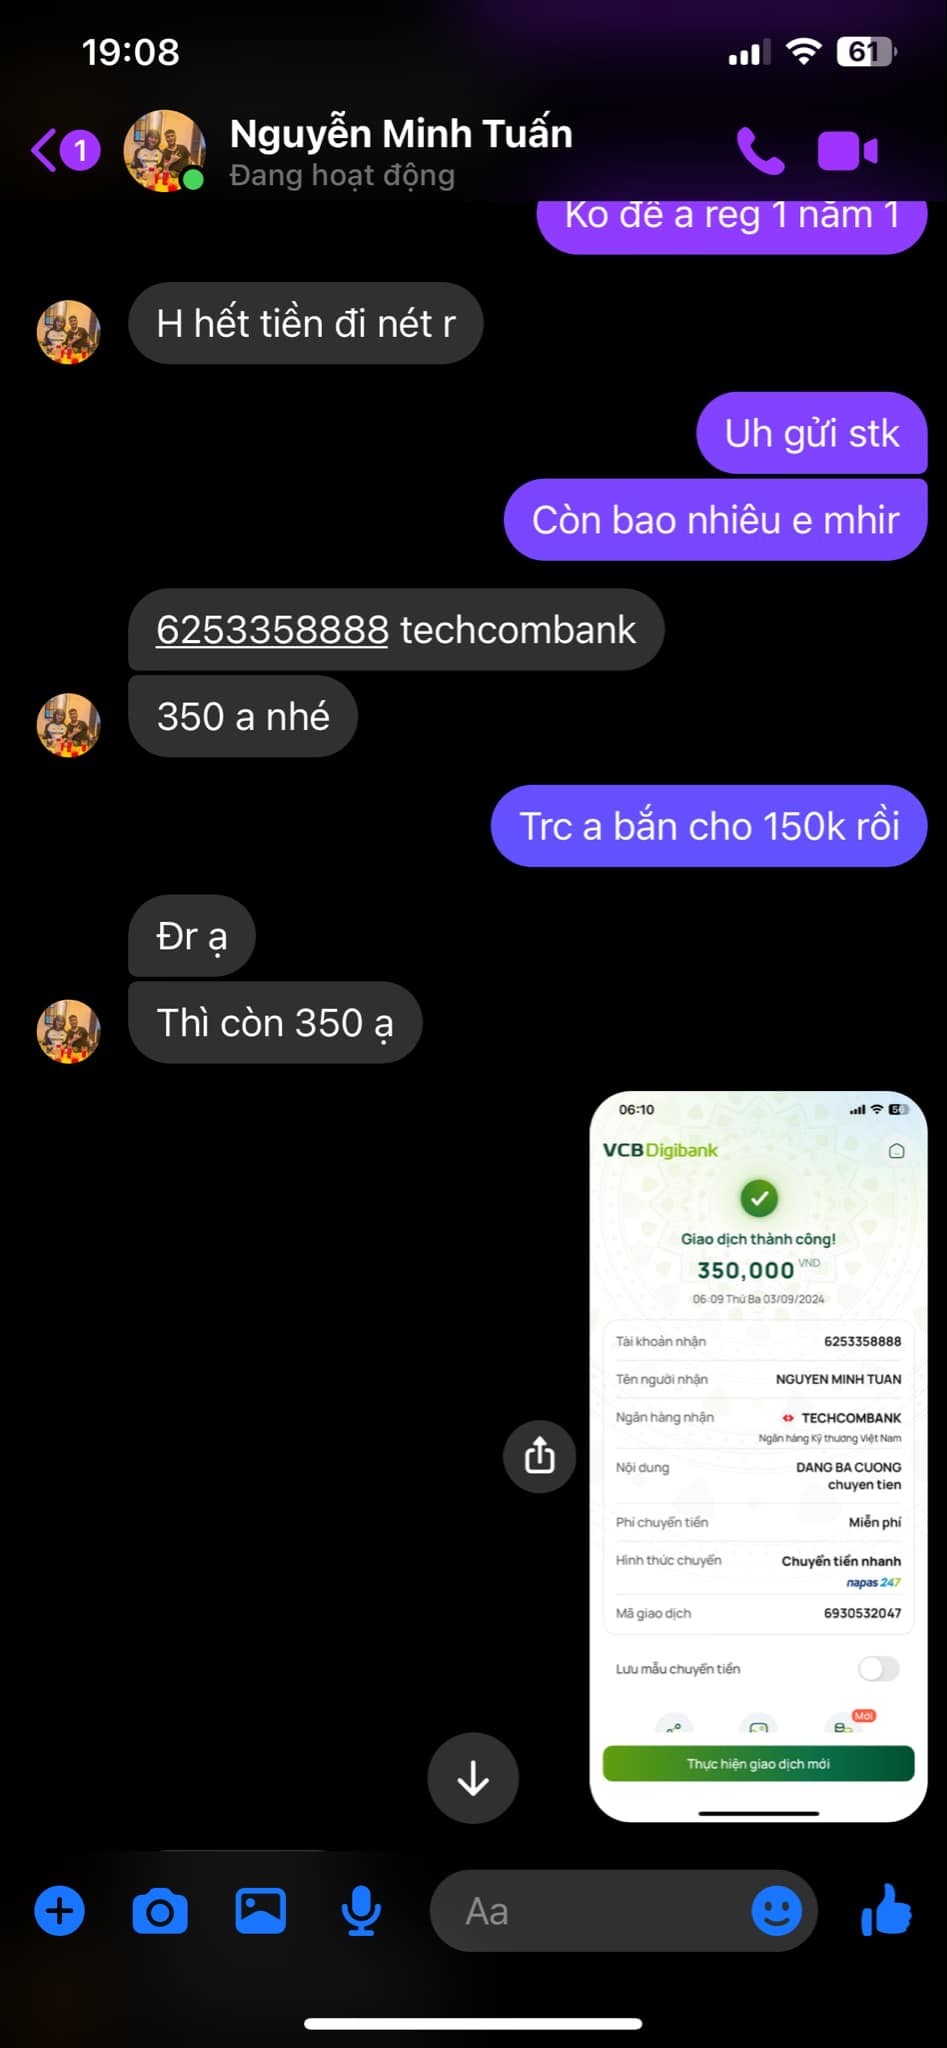 19:08
61
1
Nguyễn Minh Tuấn
Đang hoạt động
Ko để a reg 1 năm 1
H hết tiền đi nét r
Uh gửi stk
Còn bao nhiêu e mhir
6253358888 techcombank
350 a nhé
Trc a bắn cho 150k rồi
Đr ạ
Thì còn 350 ạ
06:10
VCB Digibank
Giao dịch thành công!
350,000 VND
06:09 Thứ Ba 03/09/2024
Tài khoản nhận 6253358888
Tên người nhận NGUYEN MINH TUAN
Ngân hàng nhận TECHCOMBANK
Ngân hàng Kỹ thương Việt Nam
Nội dung DANG BA CUONG
chuyen tien
Phí chuyển tiền Miễn phí
Hình thức chuyển Chuyển tiền nhanh
napas 247
Mã giao dịch 6930532047
Lưu mẫu chuyển tiền
Mới
Thực hiện giao dịch mới
Aa